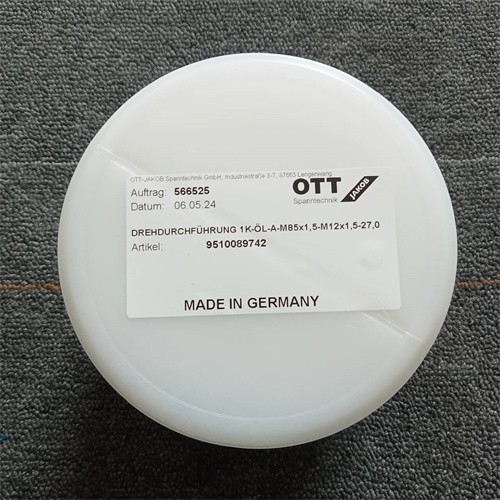 OTT-JAKOB Spanntechnik GmbH, Industriestraße 3-7, 87663 Lengenwang
Auftrag: 566525
Datum: 06.05.24
OTT
Spanntechnik JAKOB
DREHDURCHFÜHRUNG 1K-ÖL-A-M85x1,5-M12x1,5-27,0
Artikel: 9510089742
MADE IN GERMANY